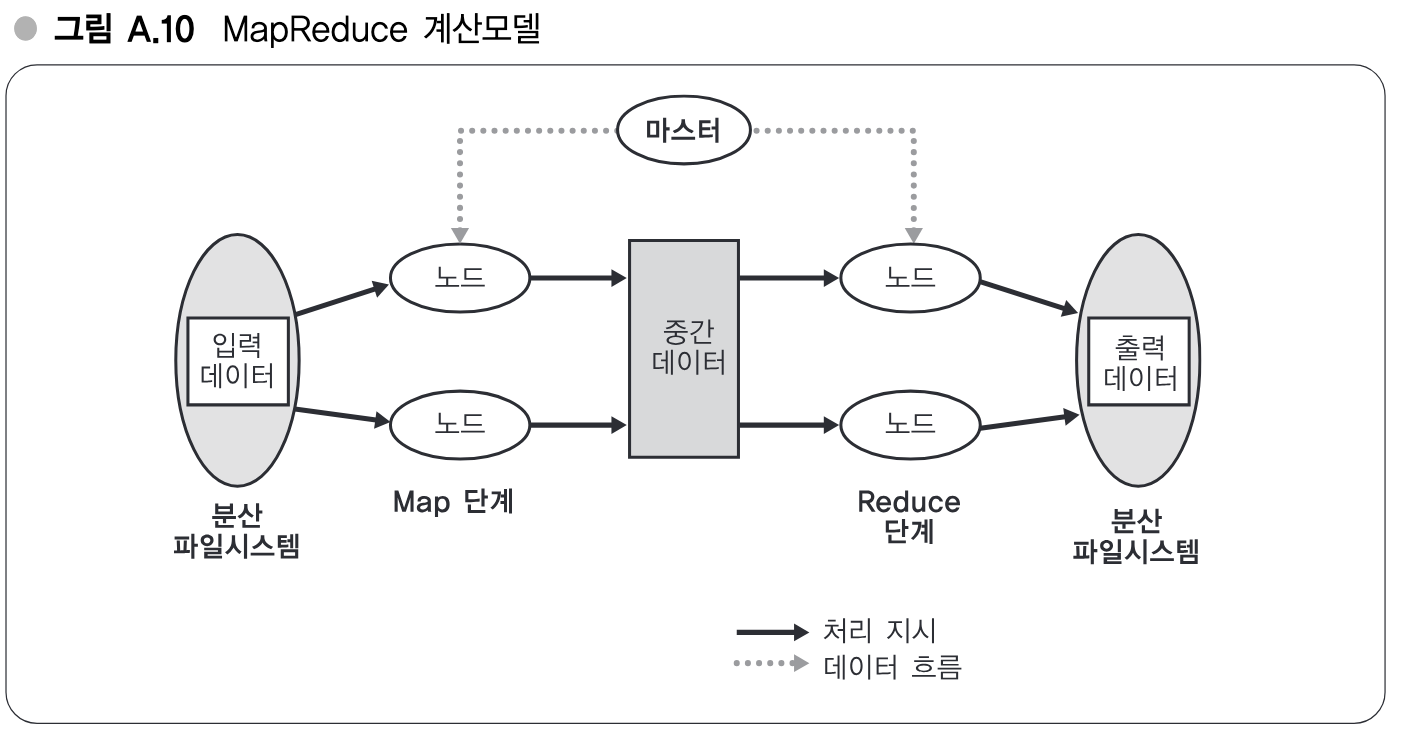 그림 A.10 MapReduce 계산모델
마스터
노드
노드
입력
데이터
중간
데이터
출력
데이터
노드
노드
Map 단계
Reduce
단계
분산
파일시스템
분산
파일시스템
처리 지시
데이터 흐름